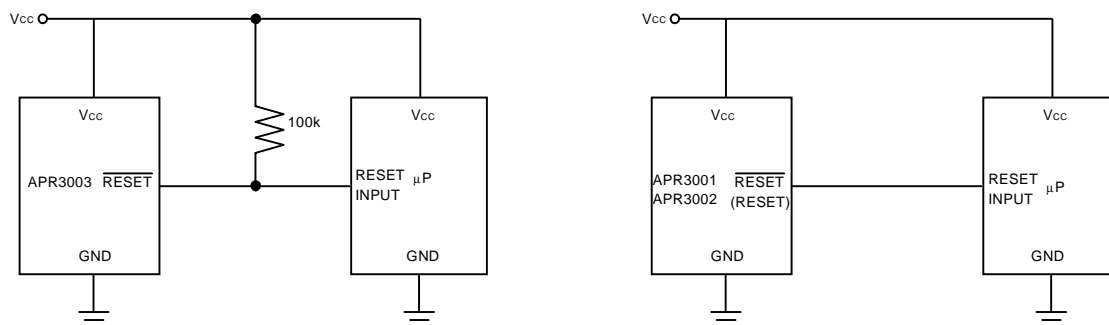 Vcc
Vcc
100k
APR3003 RESET
GND
Vcc
RESET μP
INPUT
GND
Vcc
Vcc
APR3001 RESET
APR3002 (RESET)
GND
Vcc
RESET μP
INPUT
GND